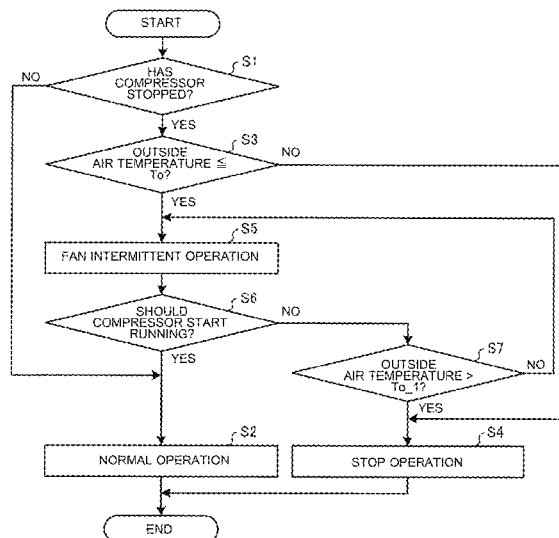 START
S1
HAS
COMPRESSOR
STOPPED?
NO
YES
S3
OUTSIDE
AIR TEMPERATURE ≦
To?
NO
YES
S5
FAN INTERMITTENT OPERATION
S6
SHOULD
COMPRESSOR START
RUNNING?
NO
YES
S7
OUTSIDE
AIR TEMPERATURE >
To_1?
NO
YES
S2
NORMAL OPERATION
S4
STOP OPERATION
END